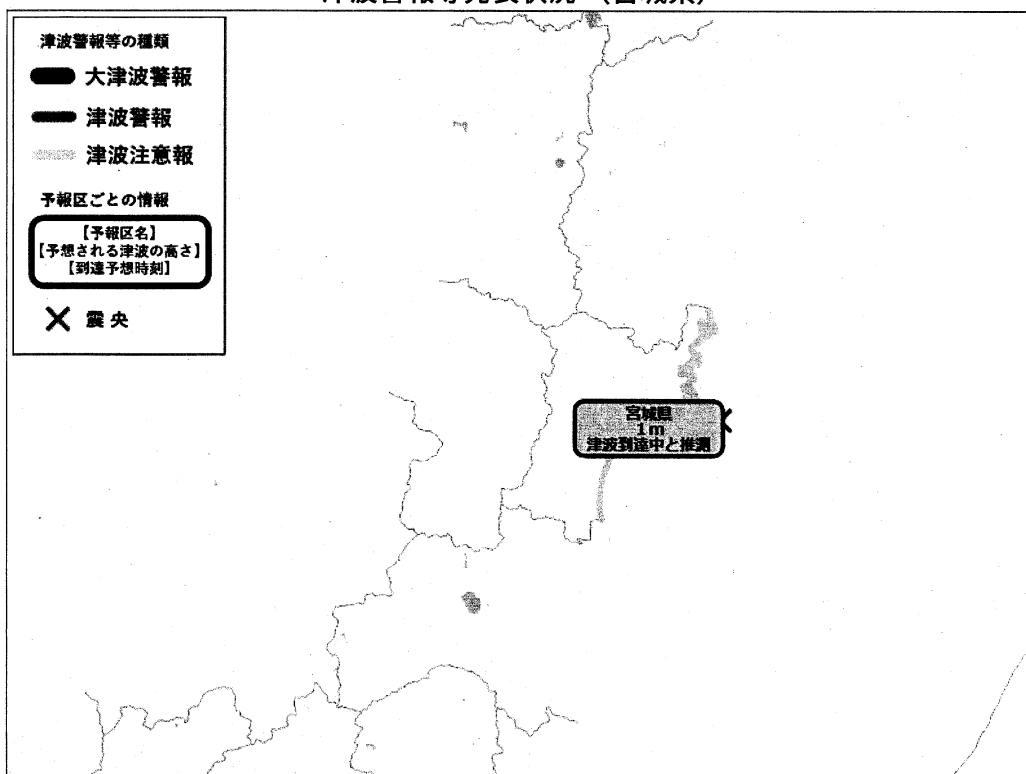 津波警報等発表状況（宮城県）
津波警報等の種類
大津波警報
津波警報
津波注意報
予報区ごとの情報
【予報区名】
【予想される津波の高さ】
【到達予想時刻】
震央
宮城県
1m
津波到達中と推測